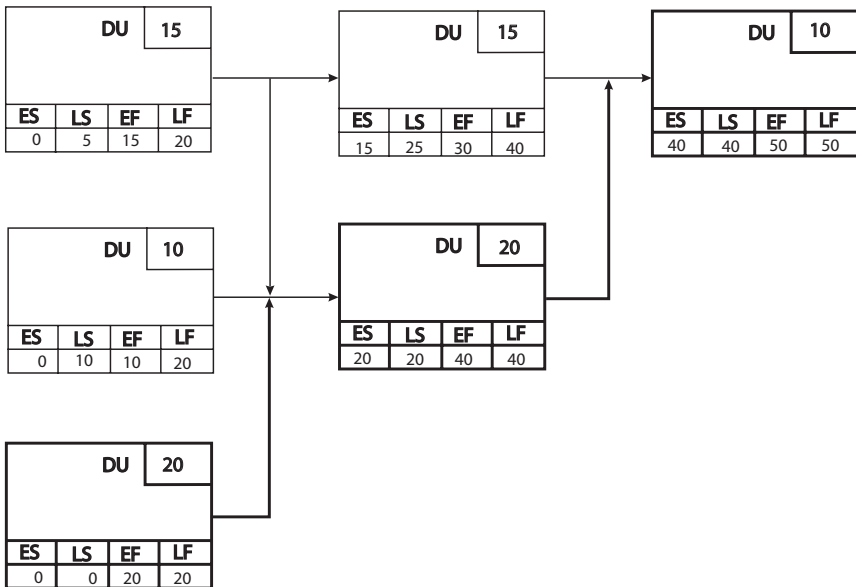 DU 15
ES LS EF LF
0 5 15 20
DU 15
ES LS EF LF
15 25 30 40
DU 10
ES LS EF LF
40 40 50 50
DU 10
ES LS EF LF
0 10 10 20
DU 20
ES LS EF LF
20 20 40 40
DU 20
ES LS EF LF
0 0 20 20